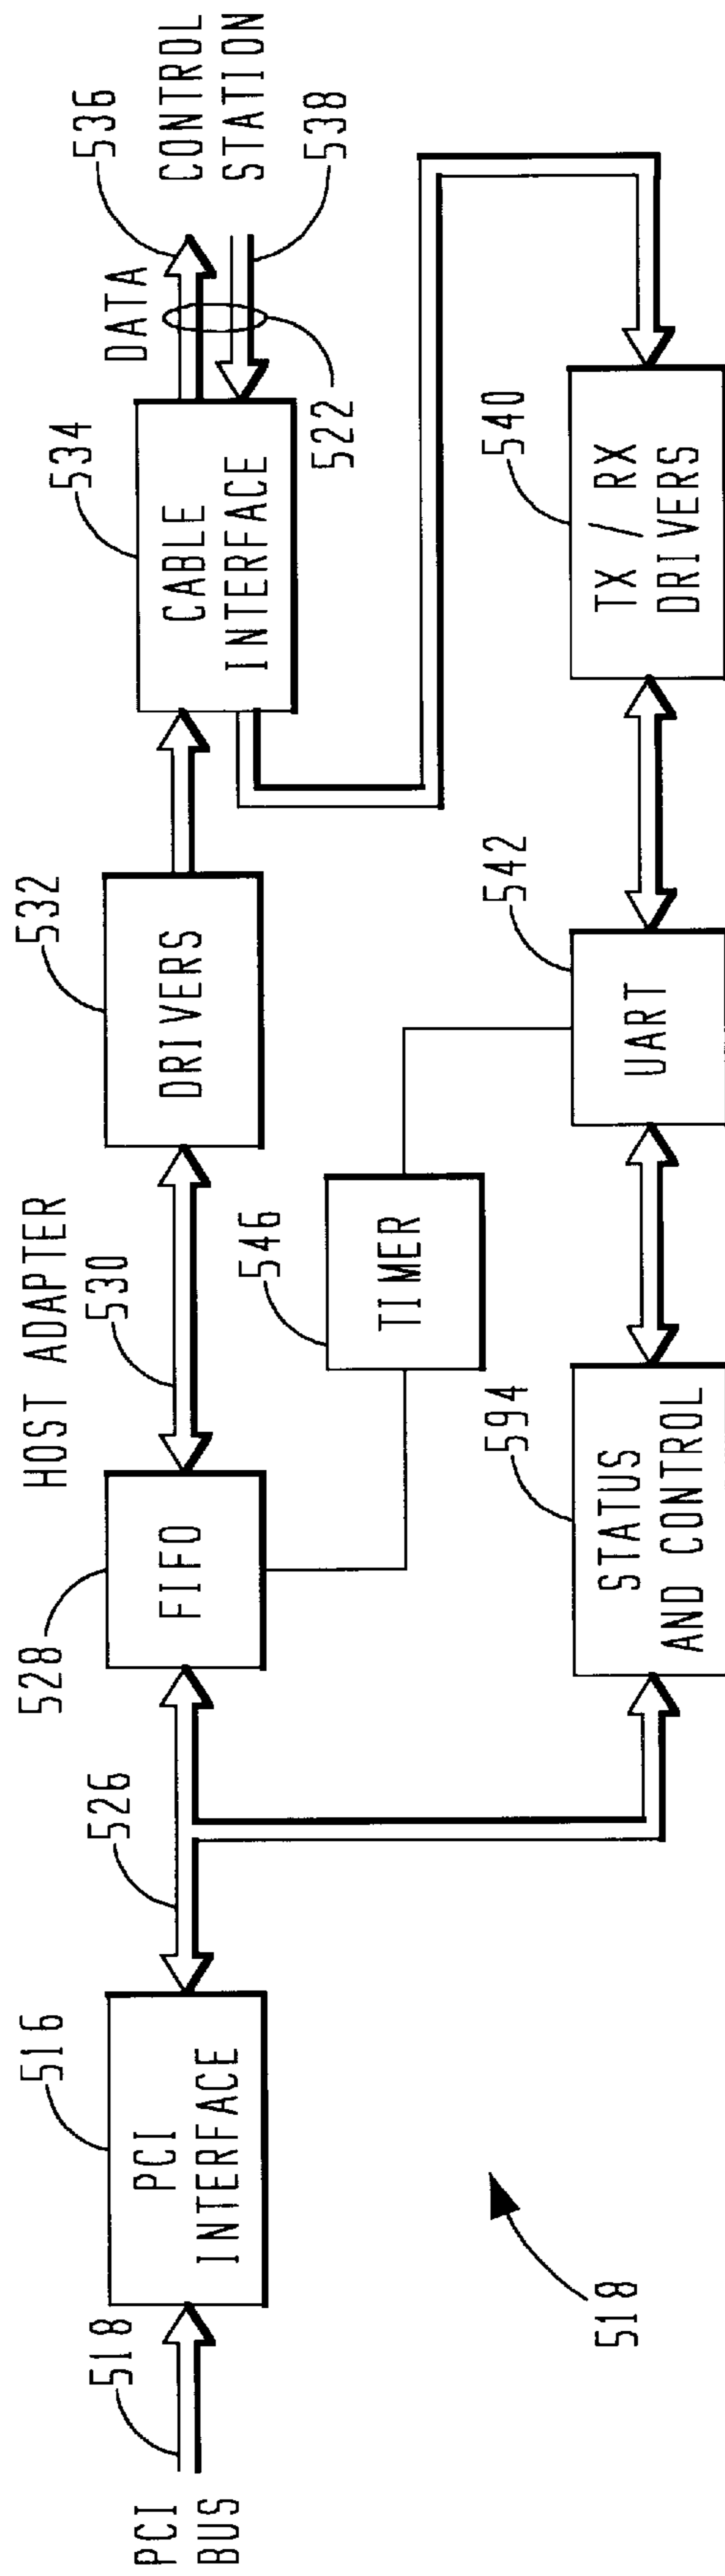 HOST ADAPTER
PCI
BUS
518
516
PCI
INTERFACE
526
528
FIFO
530
532
DRIVERS
534
CABLE
INTERFACE
DATA
536
CONTROL
STATION
538
522
546
TIMER
518
594
STATUS
AND CONTROL
542
UART
540
TX / RX
DRIVERS